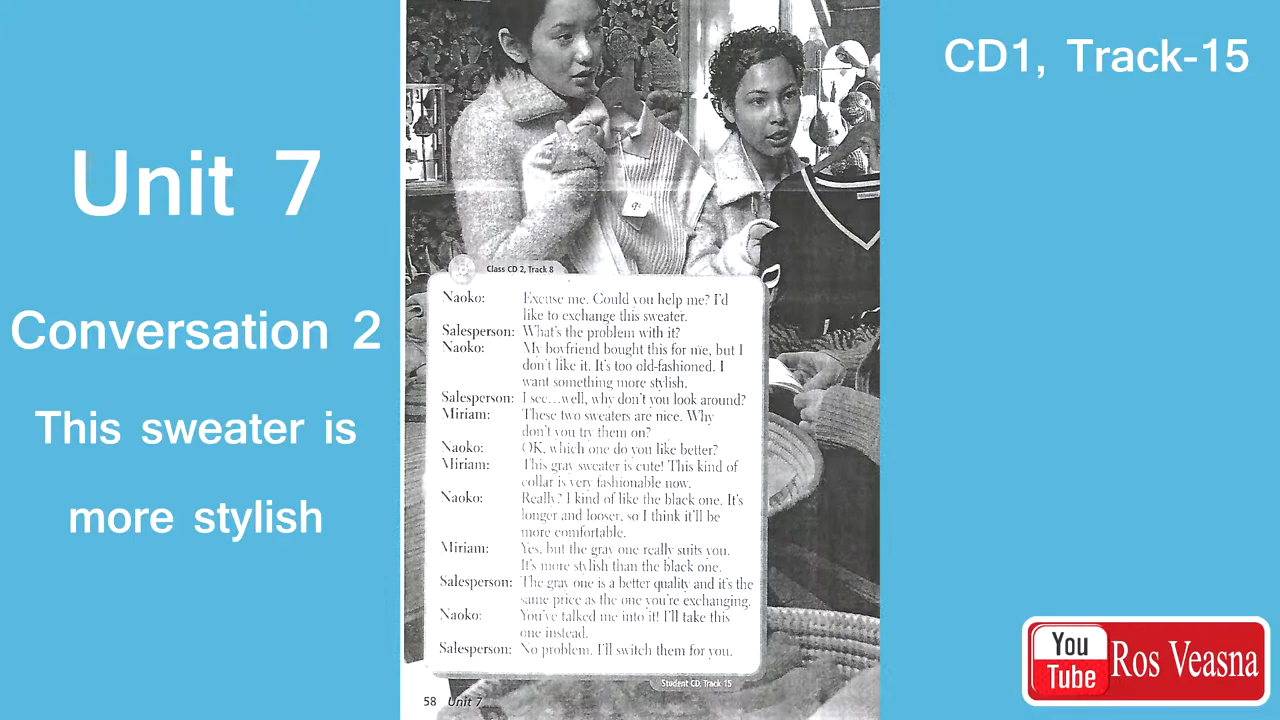 Unit 7
Conversation 2
This sweater is
more stylish
CD1, Track-15
Class CD 2, Track 8
Naoko: Excuse me. Could you help me? I'd
like to exchange this sweater.
Salesperson: What's the problem with it?
Naoko: My boyfriend bought this for me, but I
don't like it. It's too old-fashioned. I
want something more stylish.
Salesperson: I see...well, why don't you look around?
Miriam: These two sweaters are nice. Why
don't you try them on?
Naoko: OK, which one do you like better?
Miriam: This gray sweater is cute! This kind of
collar is very fashionable now.
Naoko: Really? I kind of like the black one. It's
longer and looser, so I think it'll be
more comfortable.
Miriam: Yes, but the gray one really suits you.
It's more stylish than the black one.
Salesperson: The gray one is a better quality and it's the
same price as the one you're exchanging.
Naoko: You've talked me into it! I'll take this
one instead.
Salesperson: No problem. I'll switch them for you.
Student CD, Track-15
58 Unit 7
You
Tube
Ros Veasna